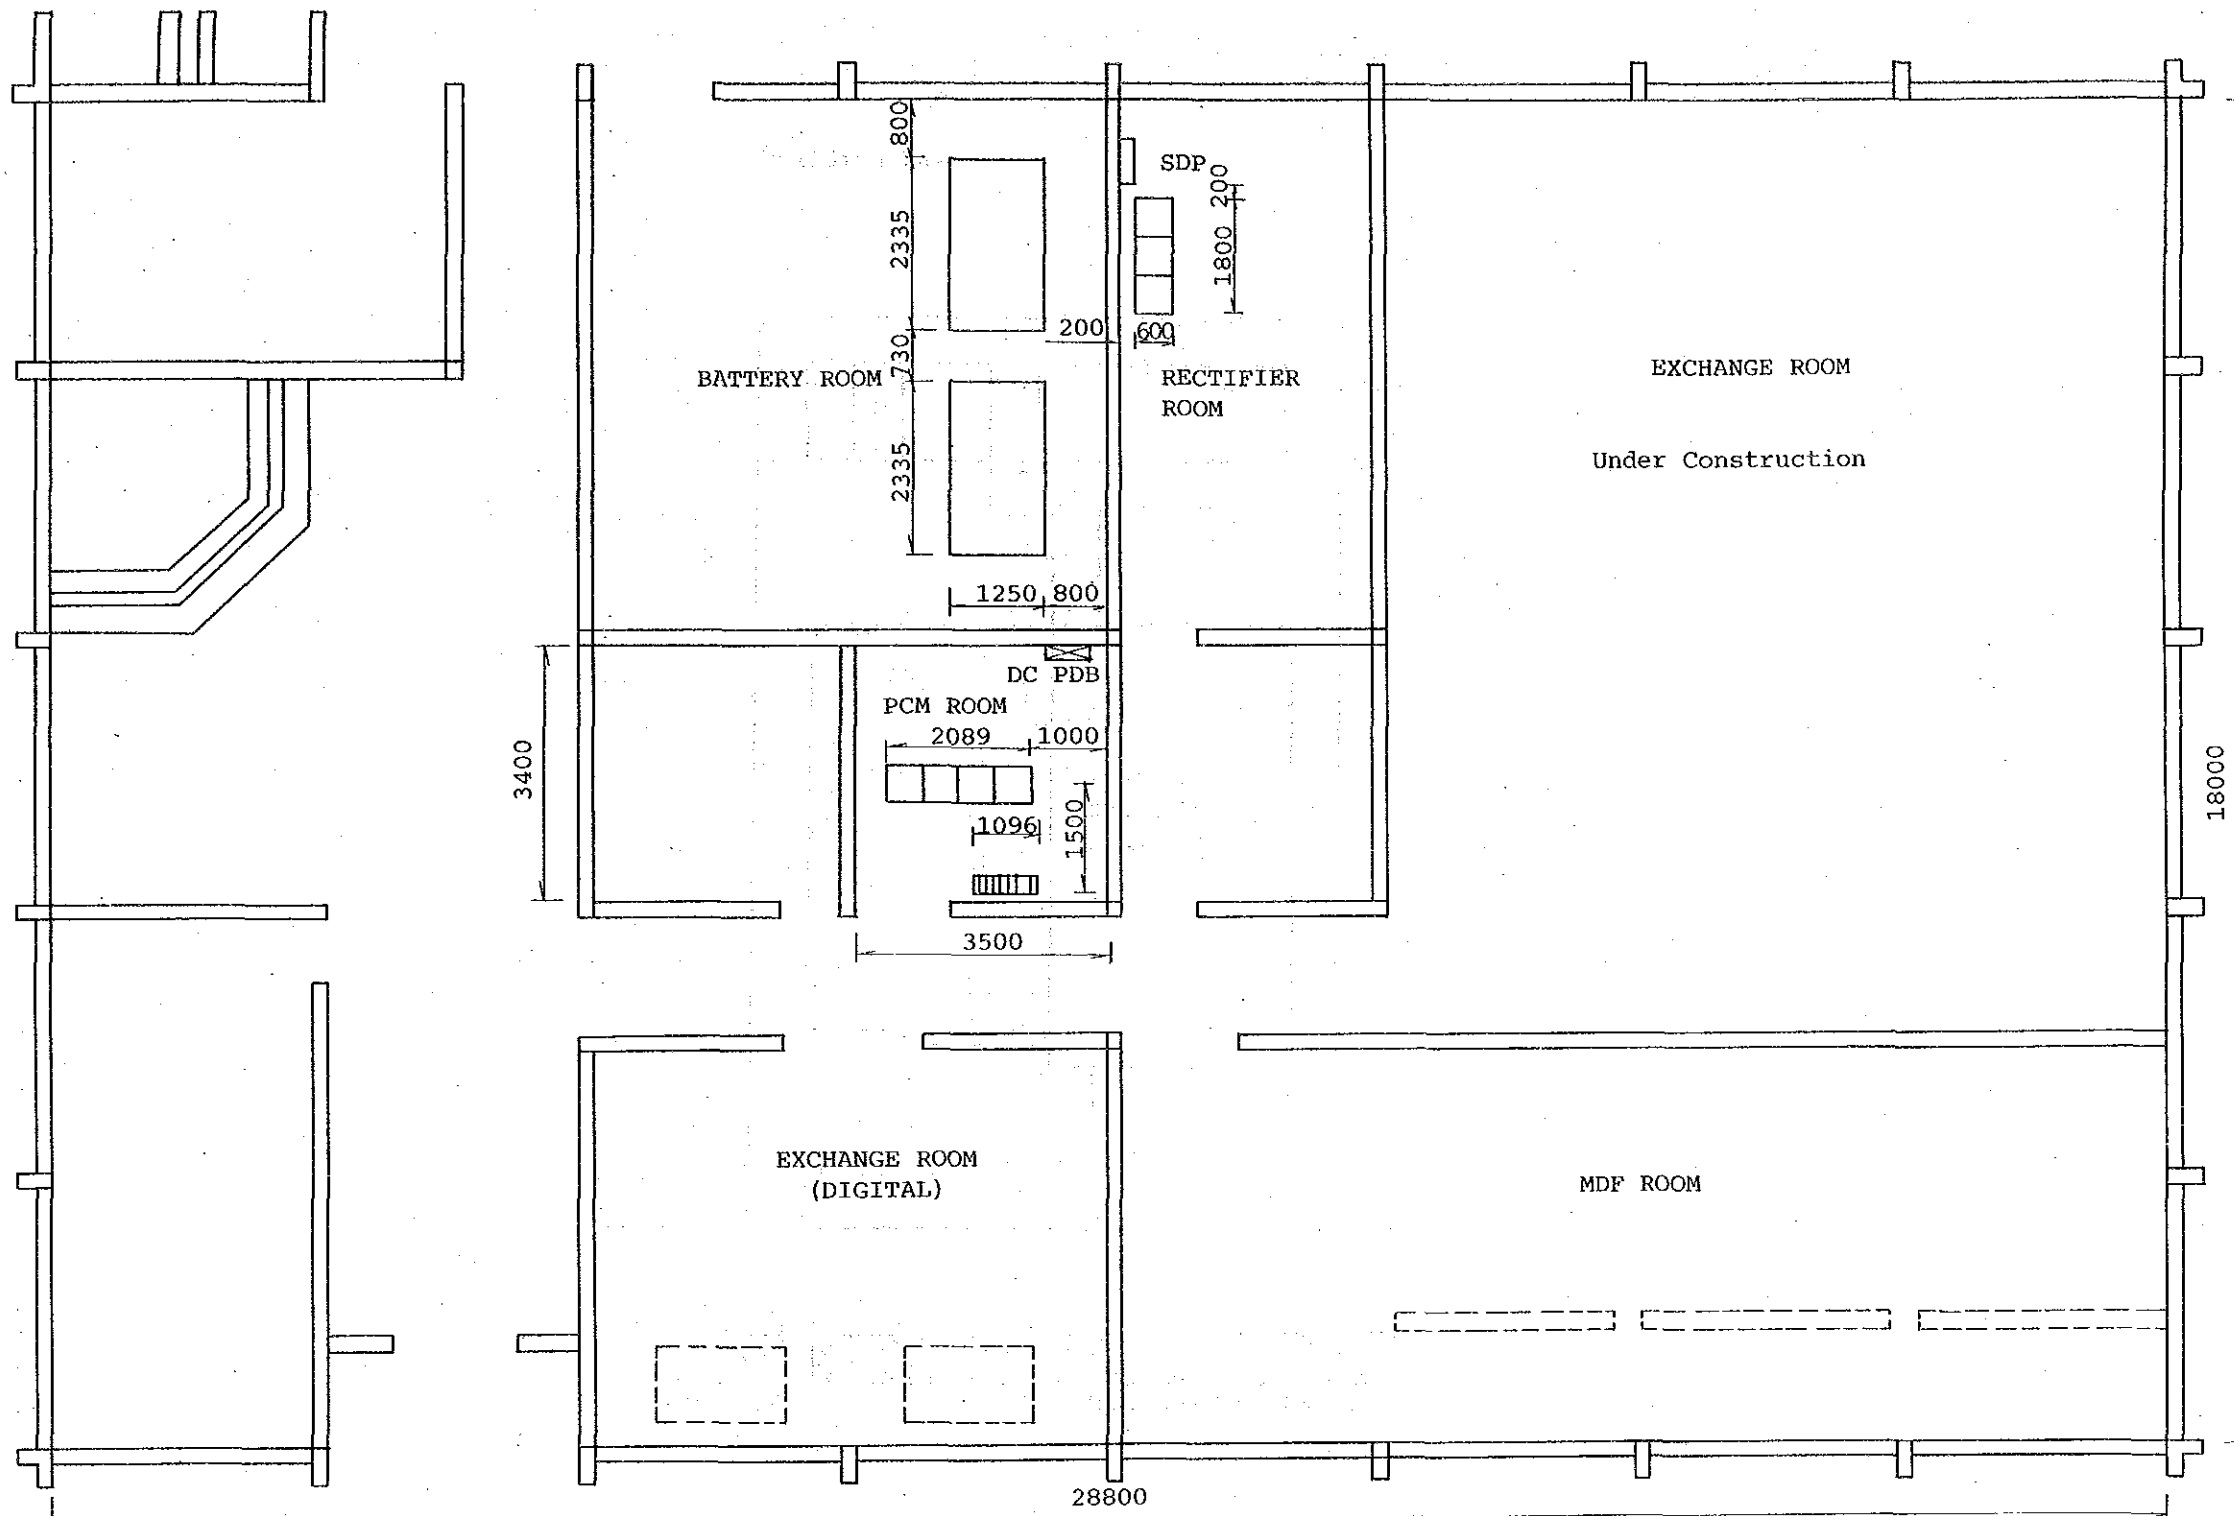 800
SDP
200
2335
1800
200
600
730
BATTERY ROOM
RECTIFIER
ROOM
EXCHANGE ROOM
Under Construction
2335
1250
800
DC PDB
PCM ROOM
2089
1000
3400
1096
1500
18000
3500
EXCHANGE ROOM
(DIGITAL)
MDF ROOM
28800